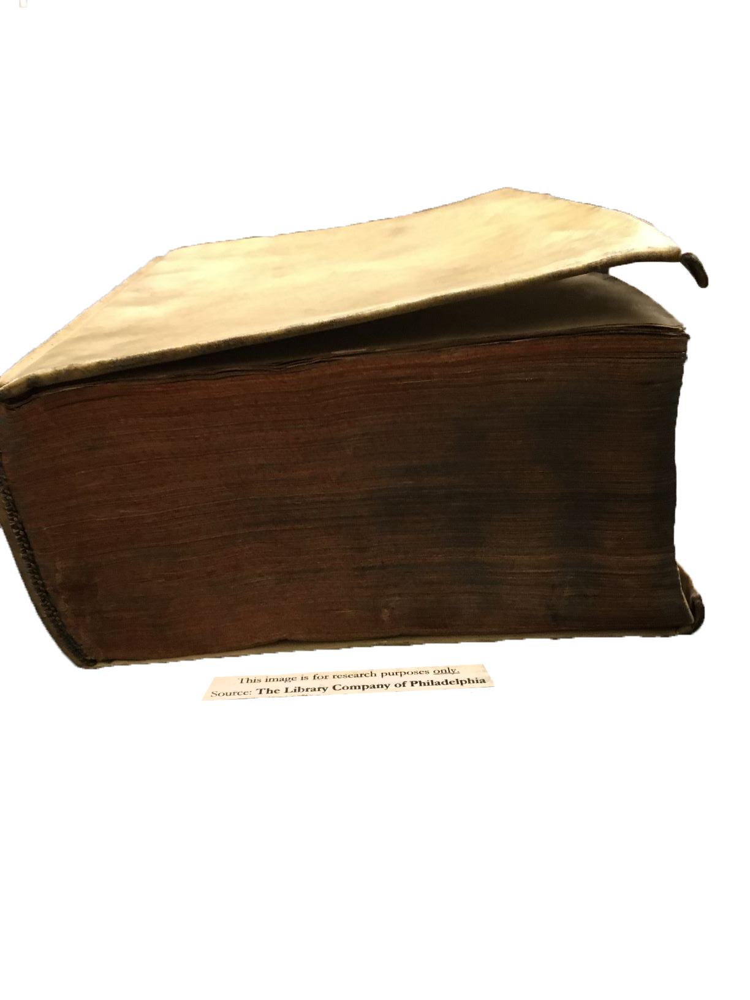 This image is for research purposes only.
Source: The Library Company of Philadelphia